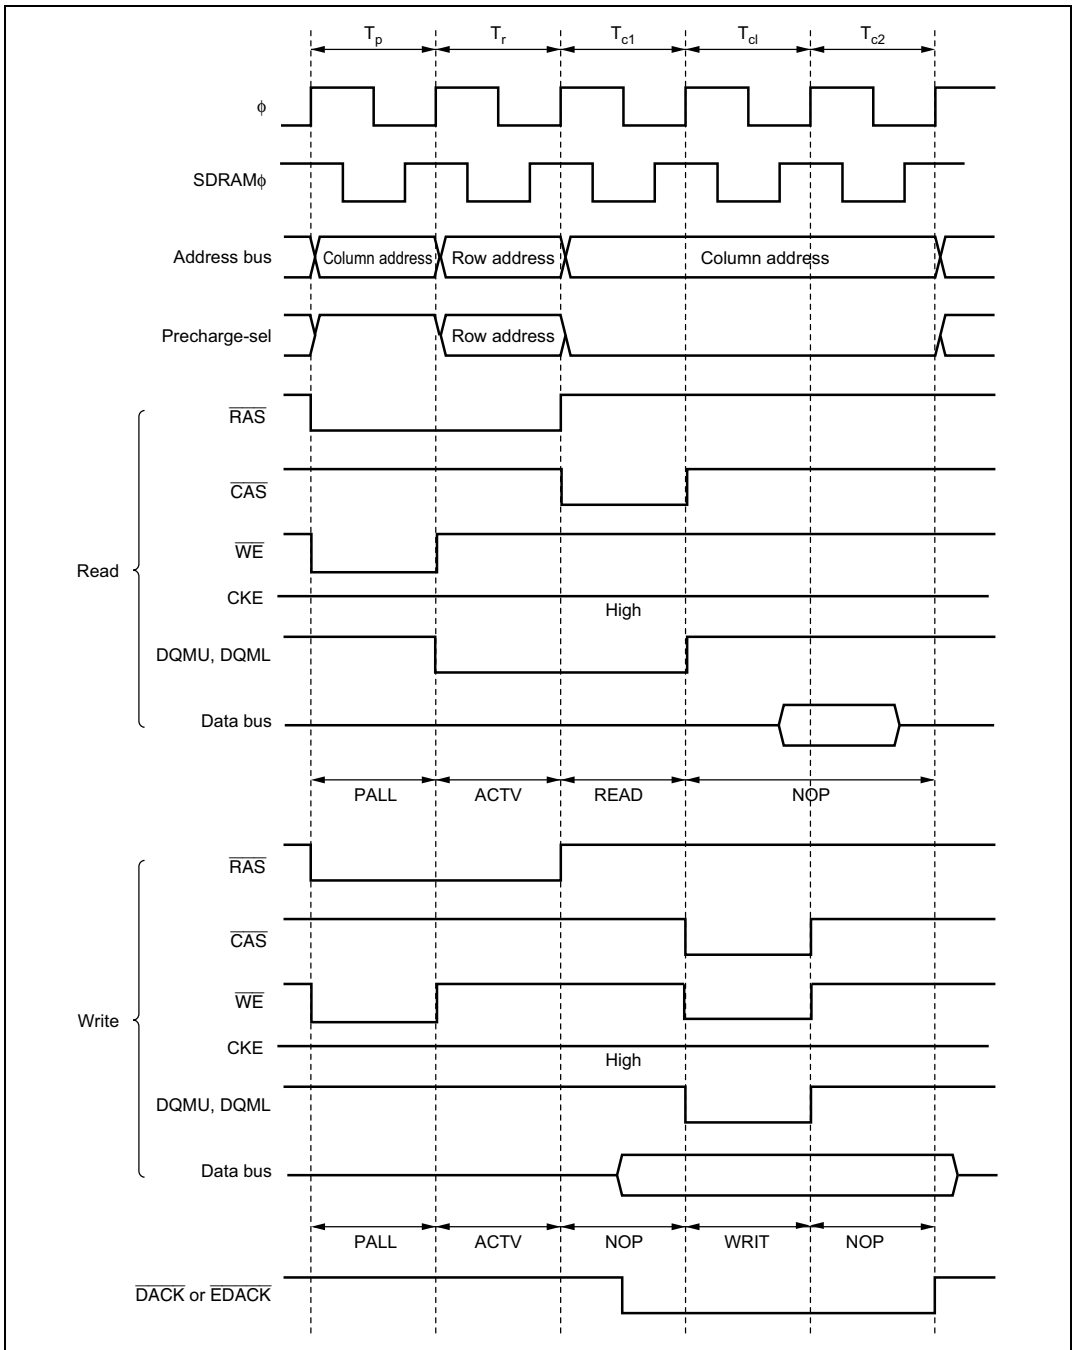 Tp Tr Tc1 Tcl Tc2
ϕ
SDRAMϕ
Address bus Column address Row address Column address
Precharge-sel Row address
Read
RAS
CAS
WE
CKE High
DQMU, DQML
Data bus
PALL ACTV READ NOP
Write
RAS
CAS
WE
CKE High
DQMU, DQML
Data bus
PALL ACTV NOP WRIT NOP
DACK or EDACK